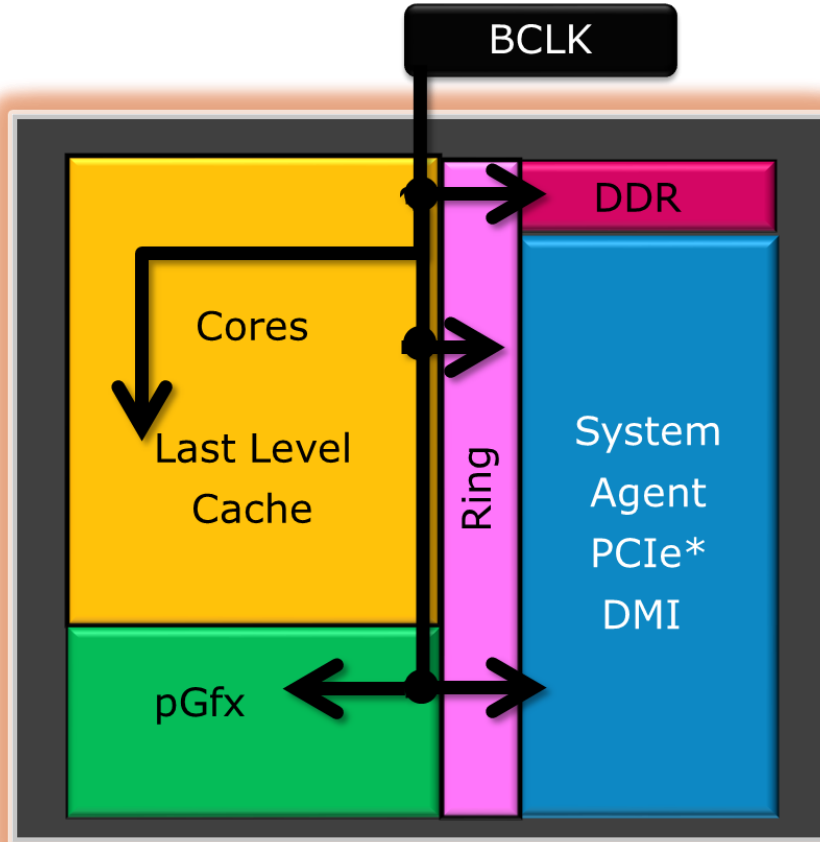 BCLK
DDR
Cores
Last Level
Cache
Ring
System
Agent
PCIe*
DMI
pGfx